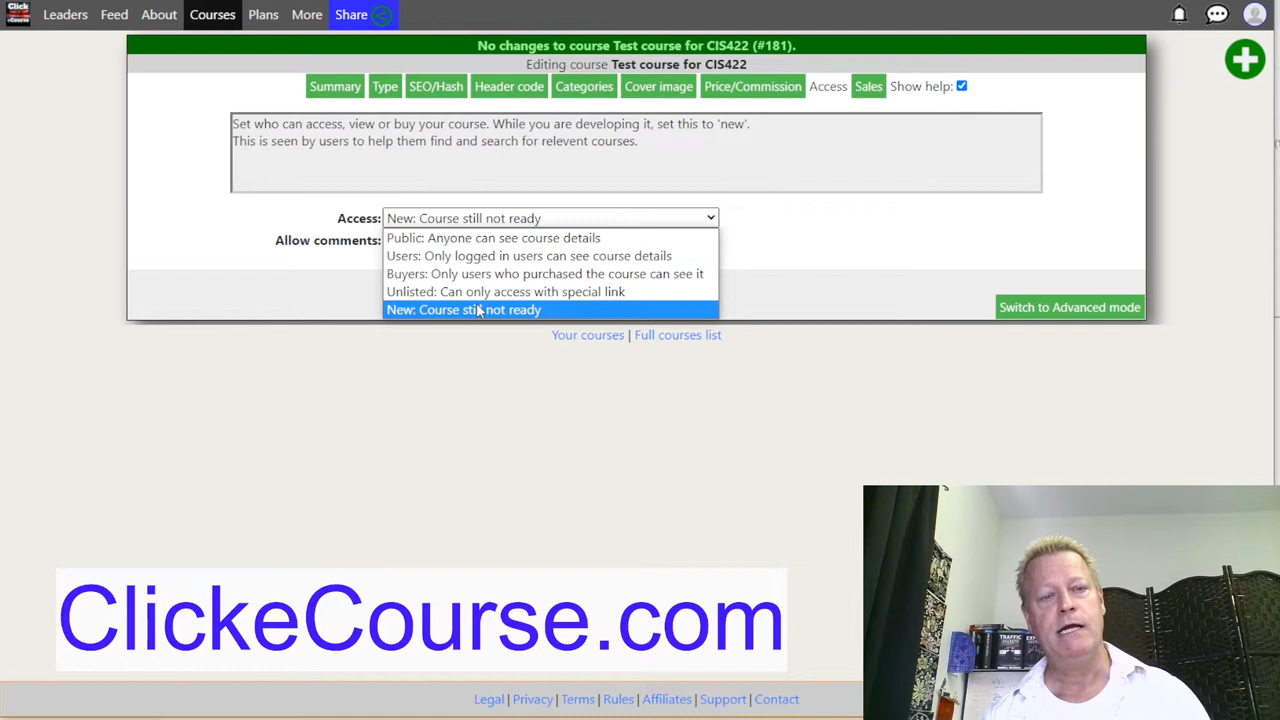 Click
eCourse
Leaders Feed About Courses Plans More Share
No changes to course Test course for CIS422 (#181).
Editing course Test course for CIS422
Summary Type SEO/Hash Header code Categories Cover image Price/Commission Access Sales Show help:
Set who can access, view or buy your course. While you are developing it, set this to 'new'.
This is seen by users to help them find and search for relevent courses.
Access: New: Course still not ready
Allow comments:
Public: Anyone can see course details
Users: Only logged in users can see course details
Buyers: Only users who purchased the course can see it
Unlisted: Can only access with special link
New: Course still not ready
Switch to Advanced mode
Your courses | Full courses list
TRAFFIC
SECRETS
ClickeCourse.com
Legal | Privacy | Terms | Rules | Affiliates | Support | Contact